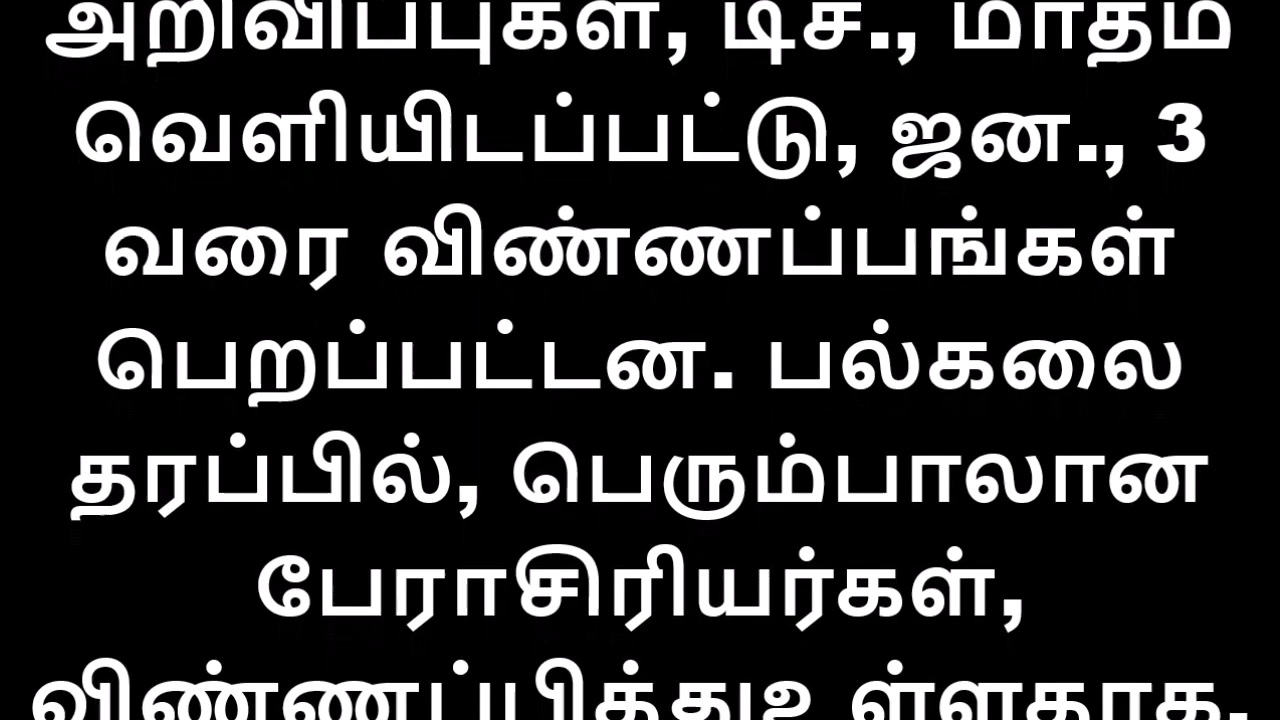 அறிவிப்புகள், டிச., மாதம்
வெளியிடப்பட்டு, ஜன., 3
வரை விண்ணப்பங்கள்
பெறப்பட்டன. பல்கலை
தரப்பில், பெரும்பாலான
பேராசிரியர்கள்,
விண்ணப்பித்துஉள்ளதாக,